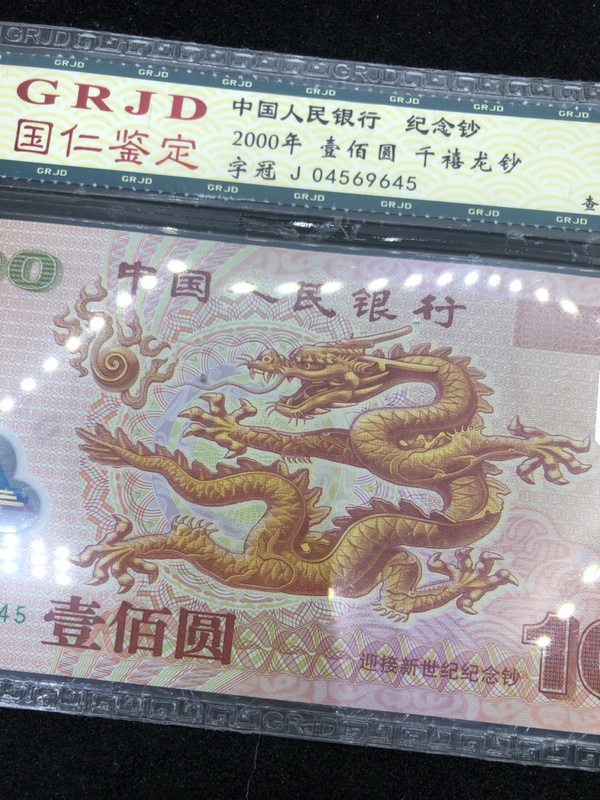 GRJD
国仁鉴定
中国人民银行 纪念钞
2000年 壹佰圆 千禧龙钞
字冠 J 04569645
查
中国人民银行
壹佰圆
迎接新世纪纪念钞
45